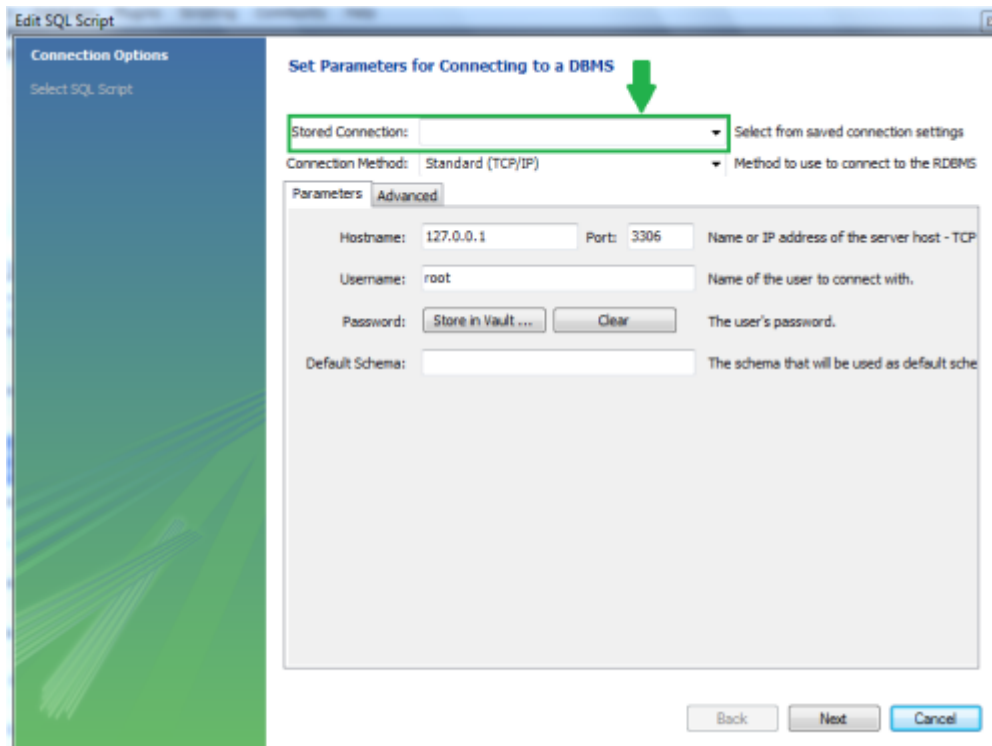 Edit SQL Script
Connection Options
Select SQL Script
Set Parameters for Connecting to a DBMS
Stored Connection: Select from saved connection settings
Connection Method: Standard (TCP/IP) Method to use to connect to the RDBMS
Parameters Advanced
Hostname: 127.0.0.1 Port: 3306 Name or IP address of the server host - TCP
Username: root Name of the user to connect with.
Password: Store in Vault ... Clear The user's password.
Default Schema: The schema that will be used as default sche
Back Next Cancel